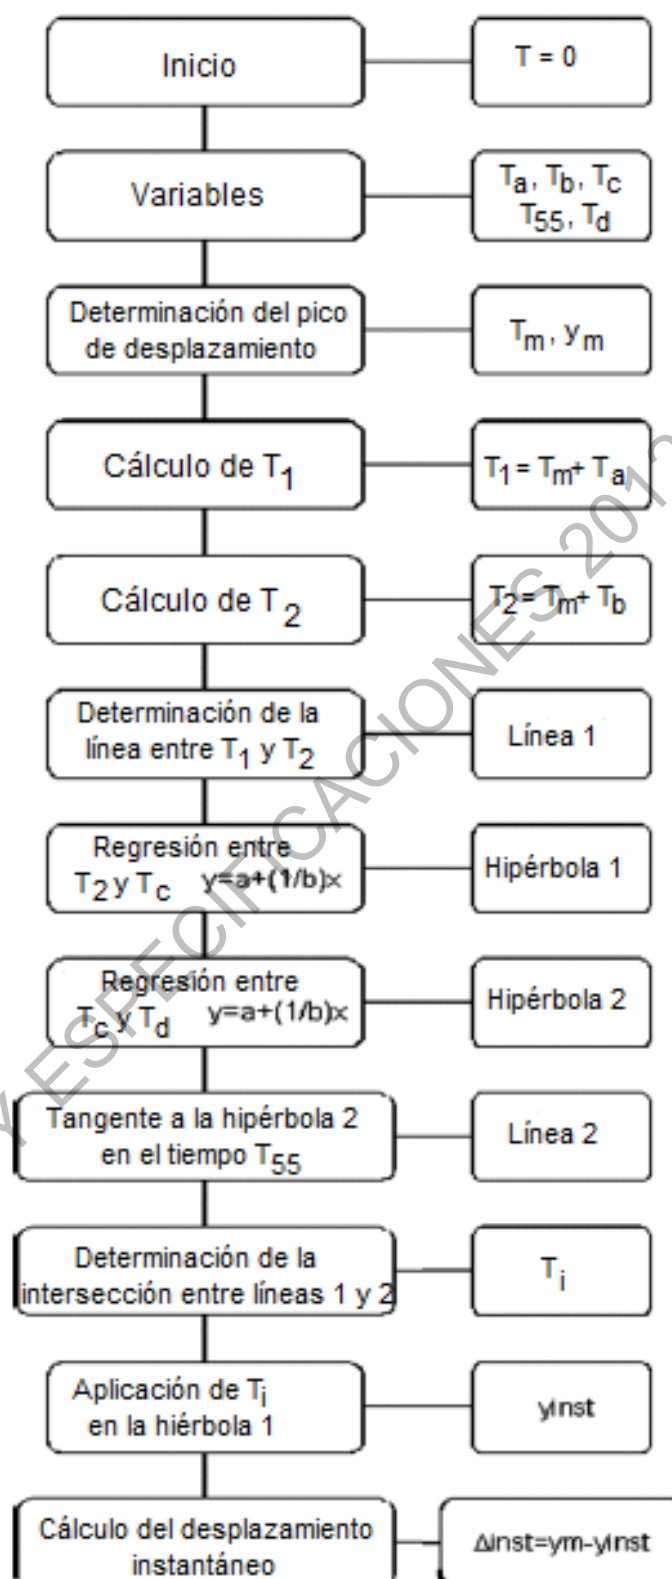 Inicio
T = 0
Variables
Ta, Tb, Tc
T55, Td
Determinación del pico
de desplazamiento
Tm, ym
Cálculo de T1
T1 = Tm+ Ta
Cálculo de T2
T2 = Tm+ Tb
Determinación de la
línea entre T1 y T2
Línea 1
Regresión entre
T2 y Tc y=a+(1/b)x
Hipérbola 1
Regresión entre
Tc y Td y=a+(1/b)x
Hipérbola 2
Tangente a la hipérbola 2
en el tiempo T55
Línea 2
Determinación de la
intersección entre líneas 1 y 2
Ti
Aplicación de Ti
en la hiérbola 1
yinst
Cálculo del desplazamiento
instantáneo
Δinst=ym-yinst
Y ESPECIFICACIONES 2013